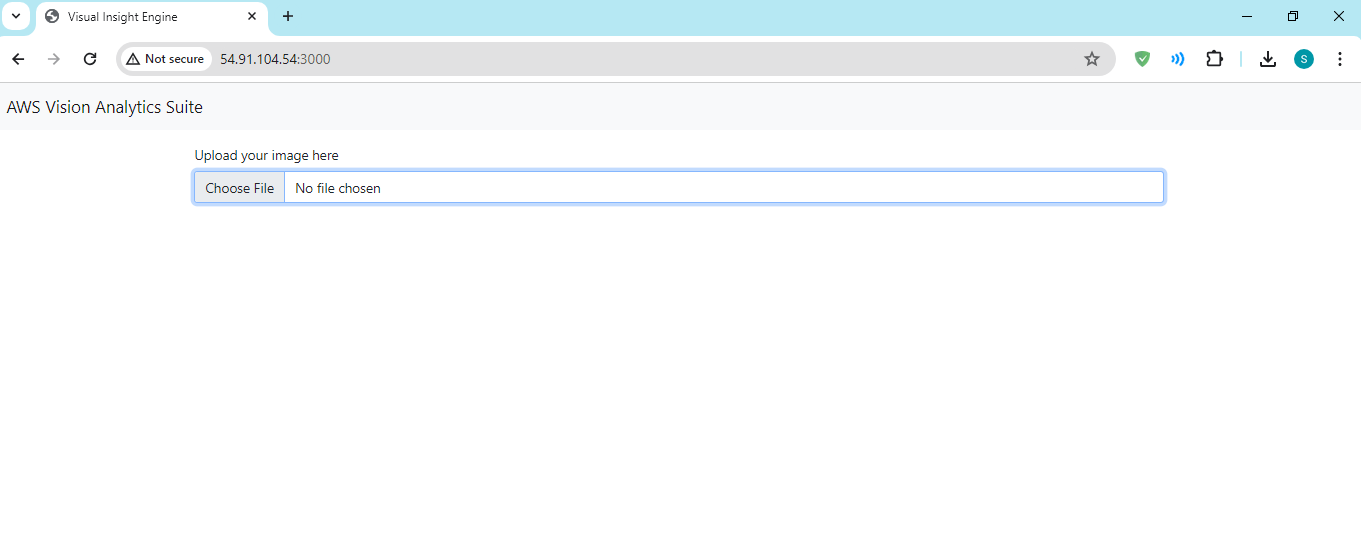 Visual Insight Engine
Not secure 54.91.104.54:3000
S
AWS Vision Analytics Suite
Upload your image here
Choose File No file chosen